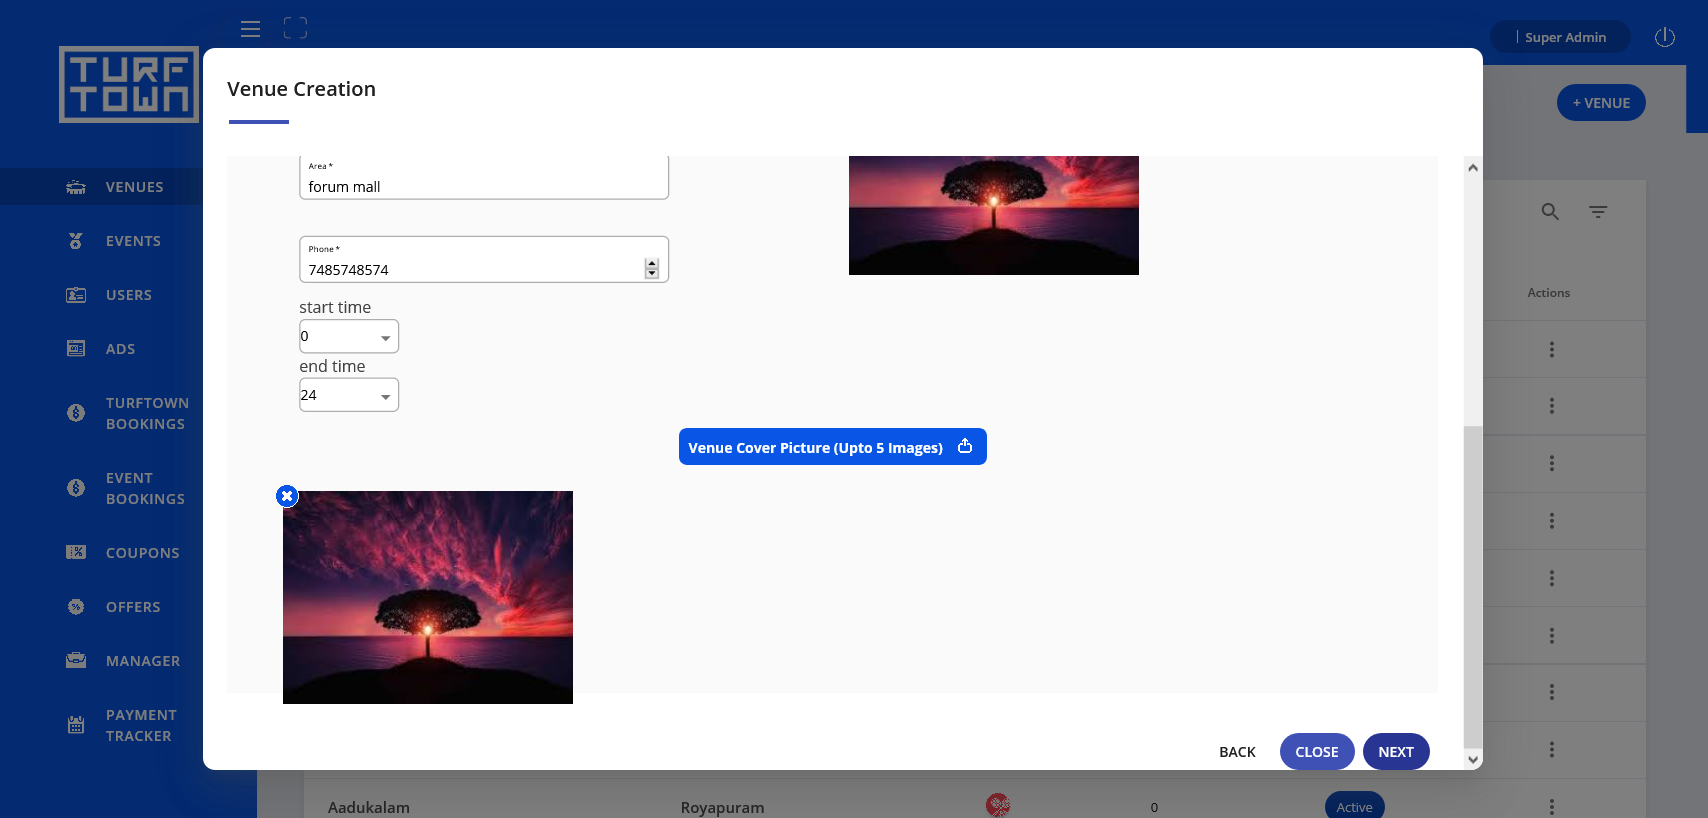 TURF
TOWN
Super Admin
+ VENUE
Venue Creation
VENUES
EVENTS
USERS
ADS
TURFTOWN
BOOKINGS
EVENT
BOOKINGS
COUPONS
OFFERS
MANAGER
PAYMENT
TRACKER
Area *
forum mall
Phone *
7485748574
start time
0
end time
24
Venue Cover Picture (Upto 5 Images)
BACK
CLOSE
NEXT
Actions
Aadukalam
Royapuram
0
Active